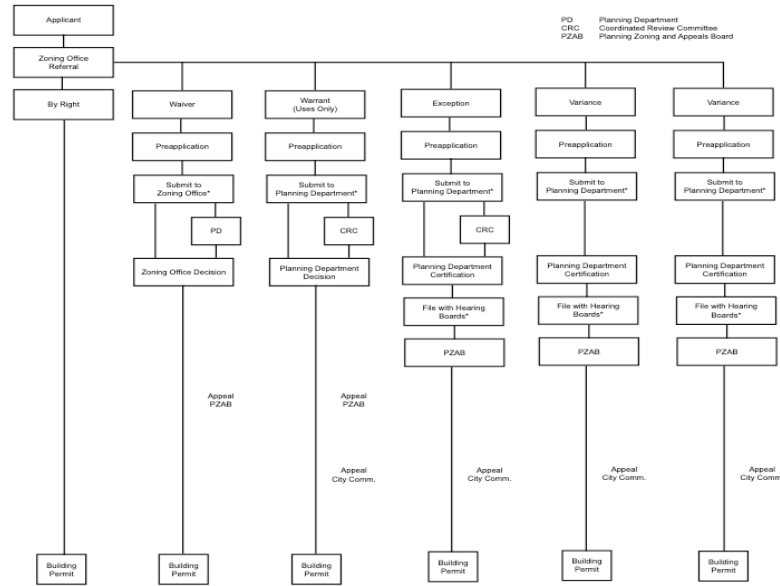 Applicant
PD Planning Department
CRC Coordinated Review Committee
PZAB Planning Zoning and Appeals Board
Zoning Office
Referral
By Right
Waiver
Warrant
(Uses Only)
Exception
Variance
Variance
Preapplication
Preapplication
Preapplication
Preapplication
Preapplication
Submit to
Zoning Office*
Submit to
Planning Department*
Submit to
Planning Department*
Submit to
Planning Department*
Submit to
Planning Department*
PD
CRC
CRC
Zoning Office Decision
Planning Department
Decision
Planning Department
Certification
Planning Department
Certification
Planning Department
Certification
File with Hearing
Boards*
File with Hearing
Boards*
File with Hearing
Boards*
PZAB
PZAB
PZAB
Appeal
PZAB
Appeal
PZAB
Appeal
City Comm.
Appeal
City Comm.
Appeal
City Comm.
Appeal
City Comm
Building
Permit
Building
Permit
Building
Permit
Building
Permit
Building
Permit
Building
Permit